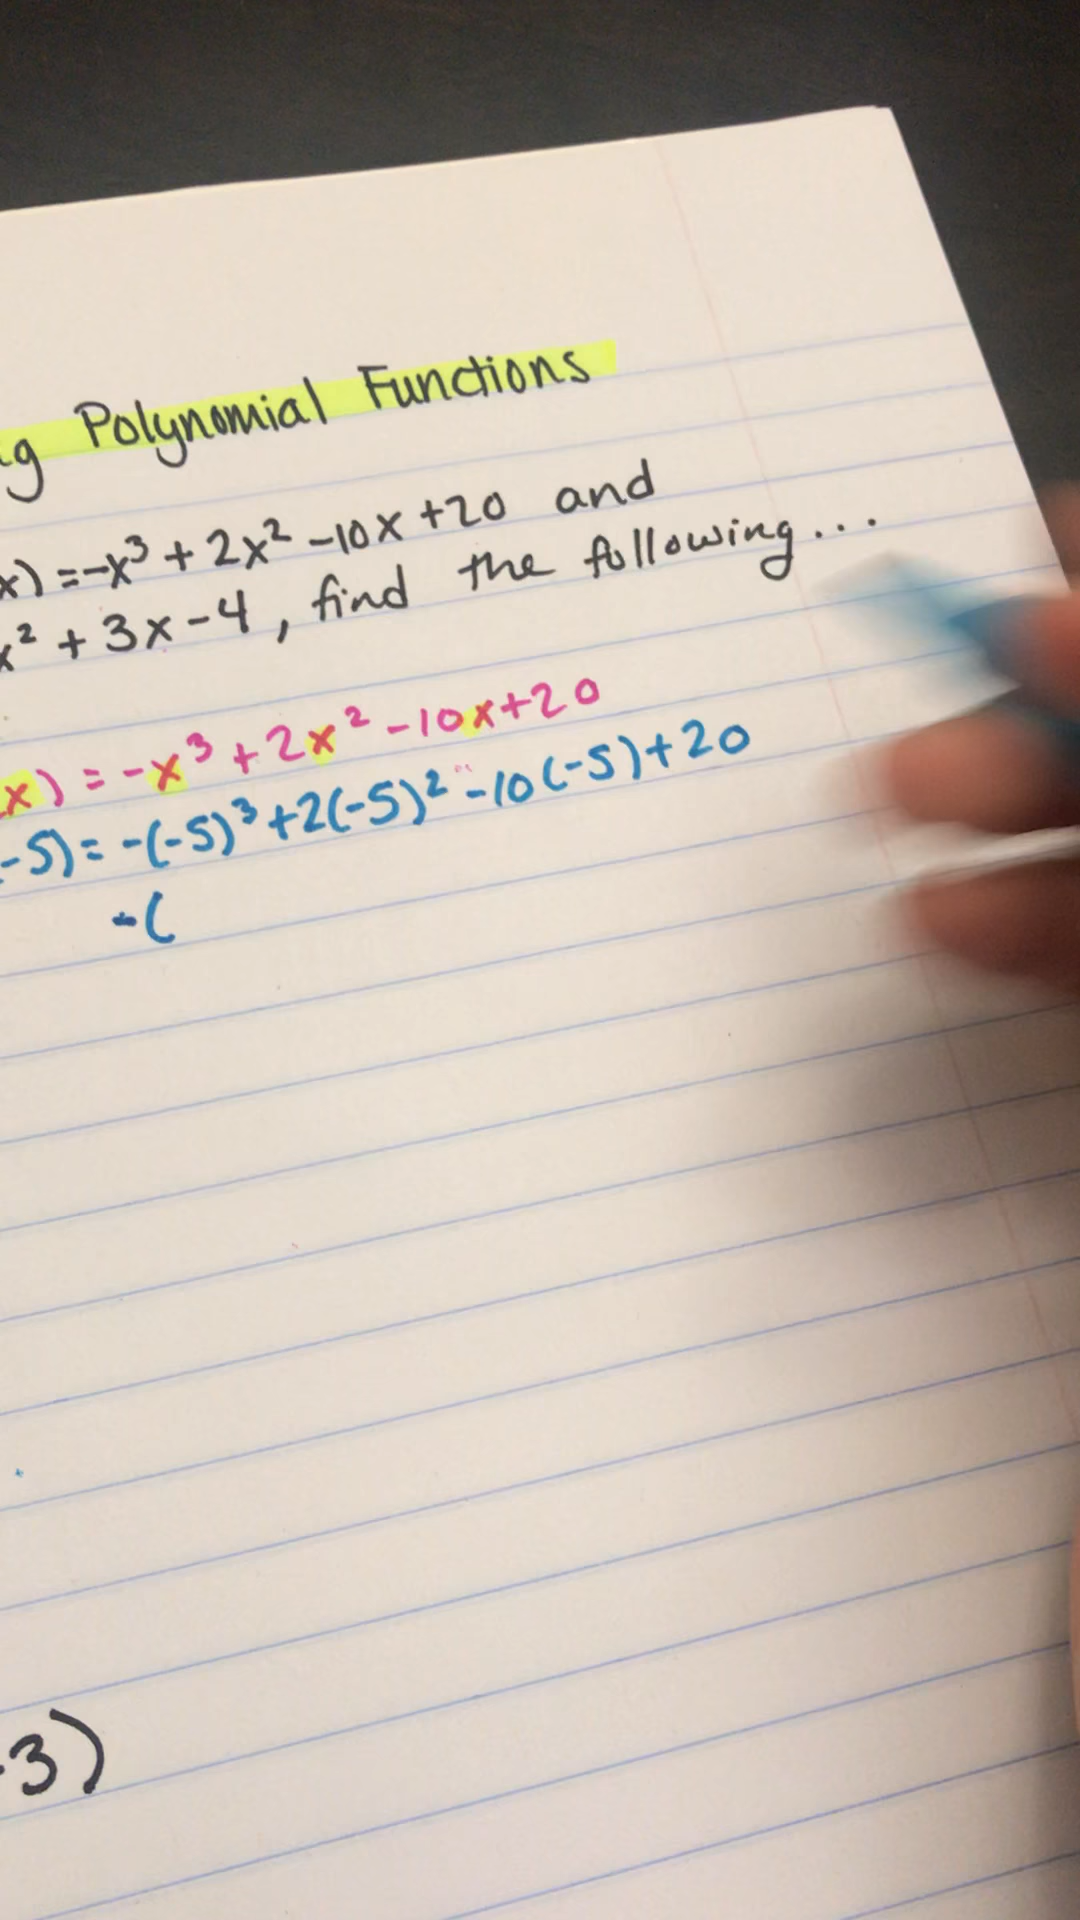 Polynomial Functions
x) = -x³ + 2x² -10x +20 and
x² + 3x - 4 , find the following...
x) = -x³ + 2x² -10x+20
-5) = -(-5)³+2(-5)² -10(-5)+20
-(
3)